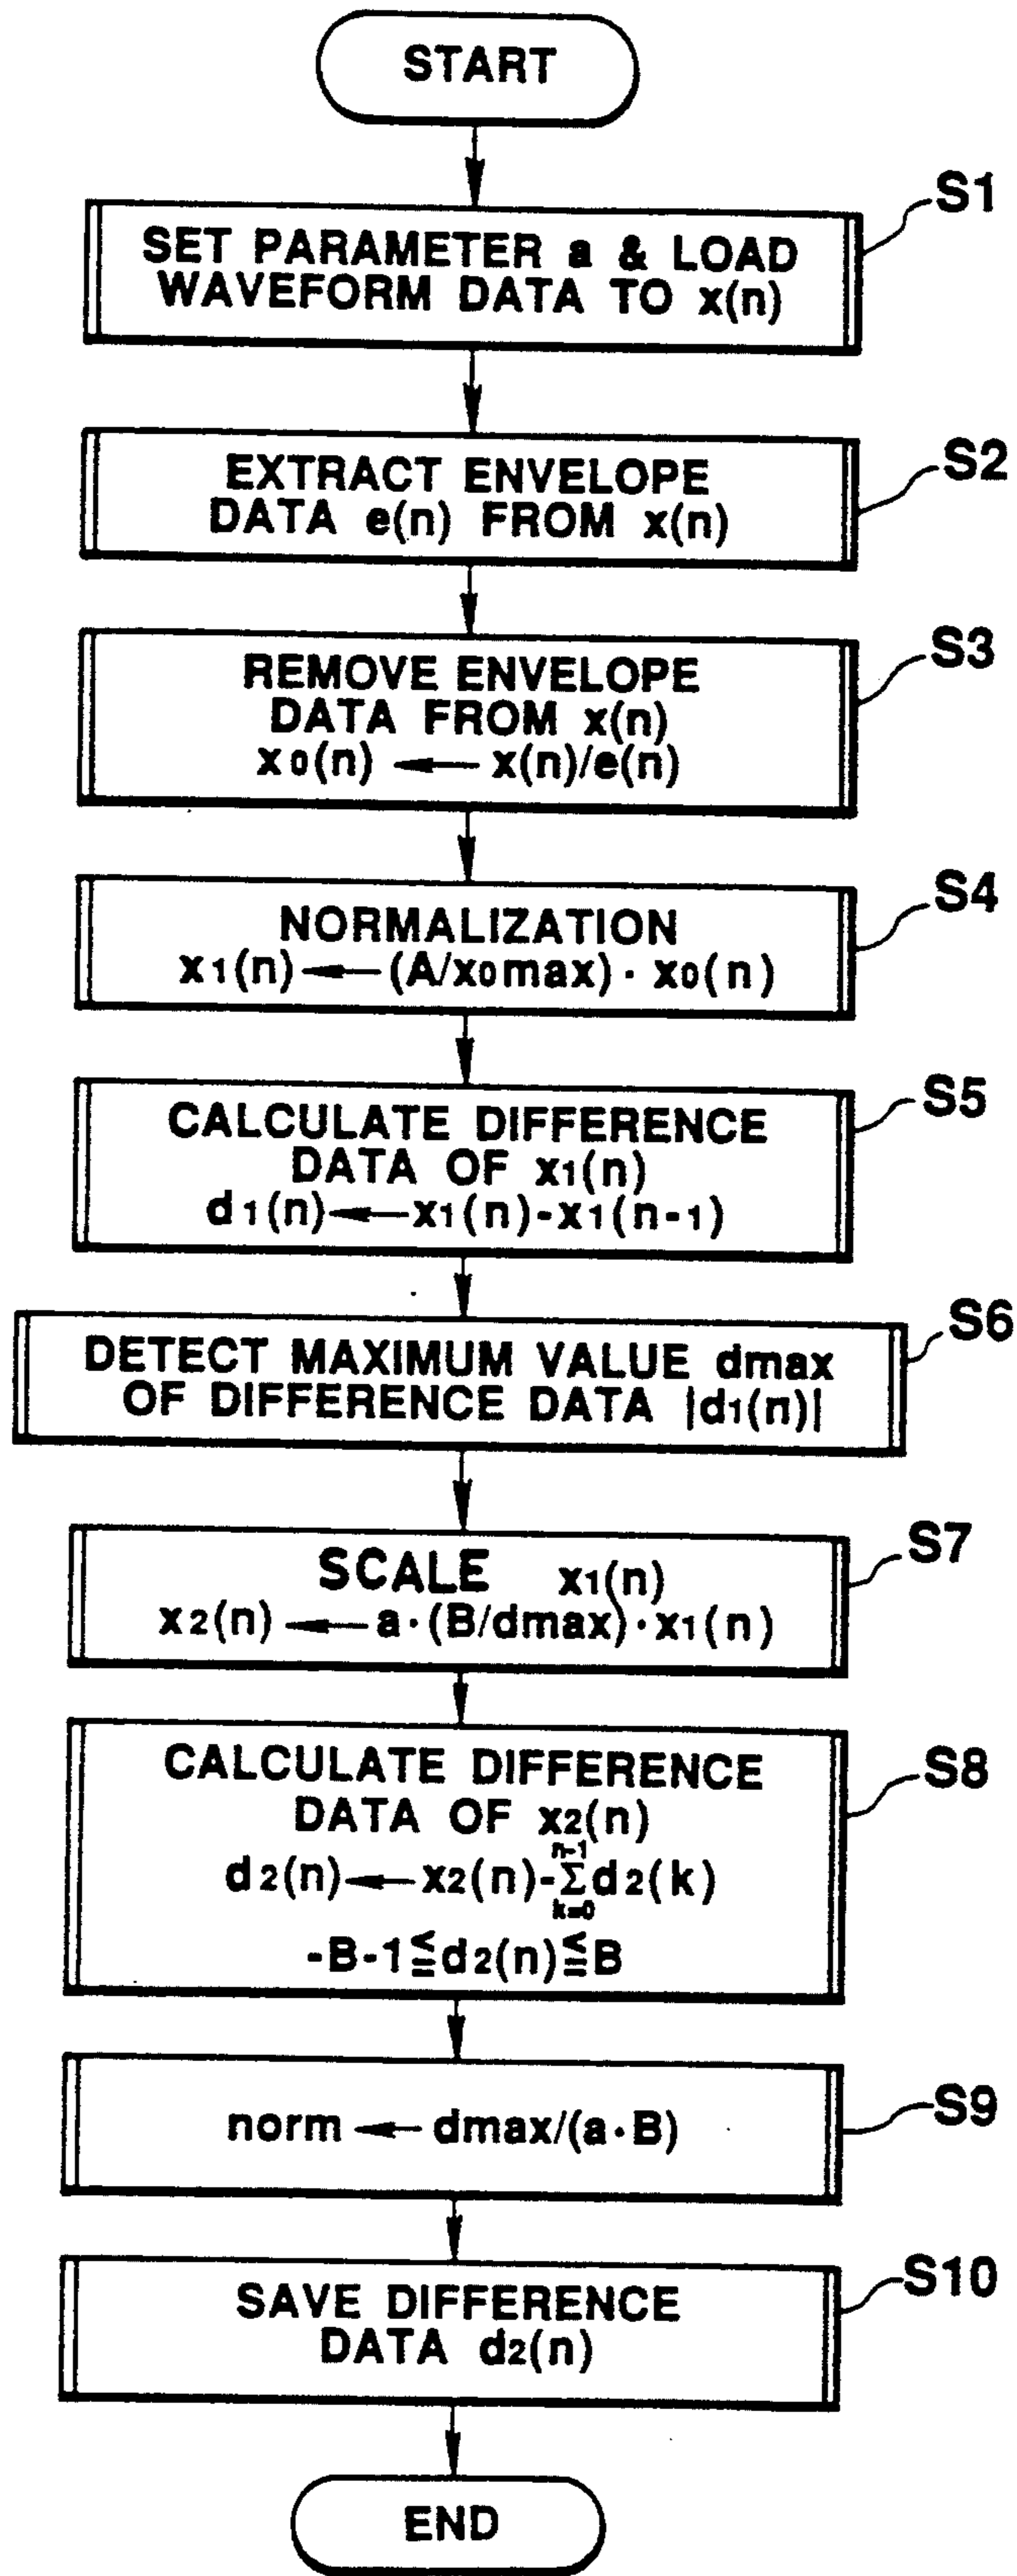 START
S1
SET PARAMETER a & LOAD
WAVEFORM DATA TO x(n)
S2
EXTRACT ENVELOPE
DATA e(n) FROM x(n)
S3
REMOVE ENVELOPE
DATA FROM x(n)
x0(n) ← x(n)/e(n)
S4
NORMALIZATION
x1(n) ← (A/x0max)·x0(n)
S5
CALCULATE DIFFERENCE
DATA OF x1(n)
d1(n) ← x1(n)-x1(n-1)
S6
DETECT MAXIMUM VALUE dmax
OF DIFFERENCE DATA |d1(n)|
S7
SCALE x1(n)
x2(n) ← a·(B/dmax)·x1(n)
S8
CALCULATE DIFFERENCE
DATA OF x2(n)
n-1
d2(n) ← x2(n)-Σd2(k)
k=0
-B-1≦d2(n)≦B
S9
norm ← dmax/(a·B)
S10
SAVE DIFFERENCE
DATA d2(n)
END